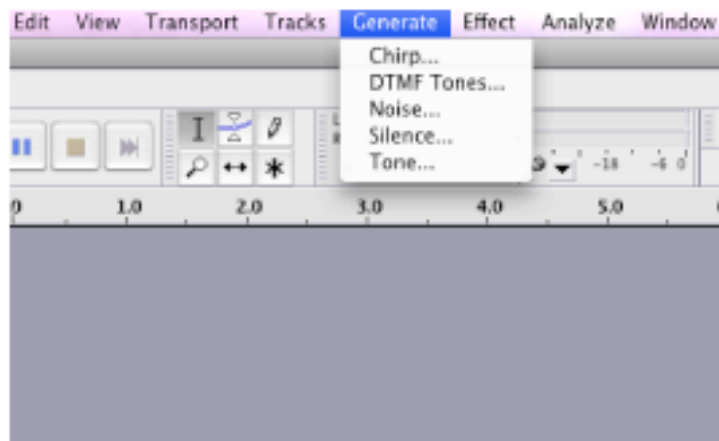 Edit View Transport Tracks Generate Effect Analyze Window
Chirp...
DTMF Tones...
Noise...
Silence...
Tone...
-18 -6 0
1.0 2.0 3.0 4.0 5.0